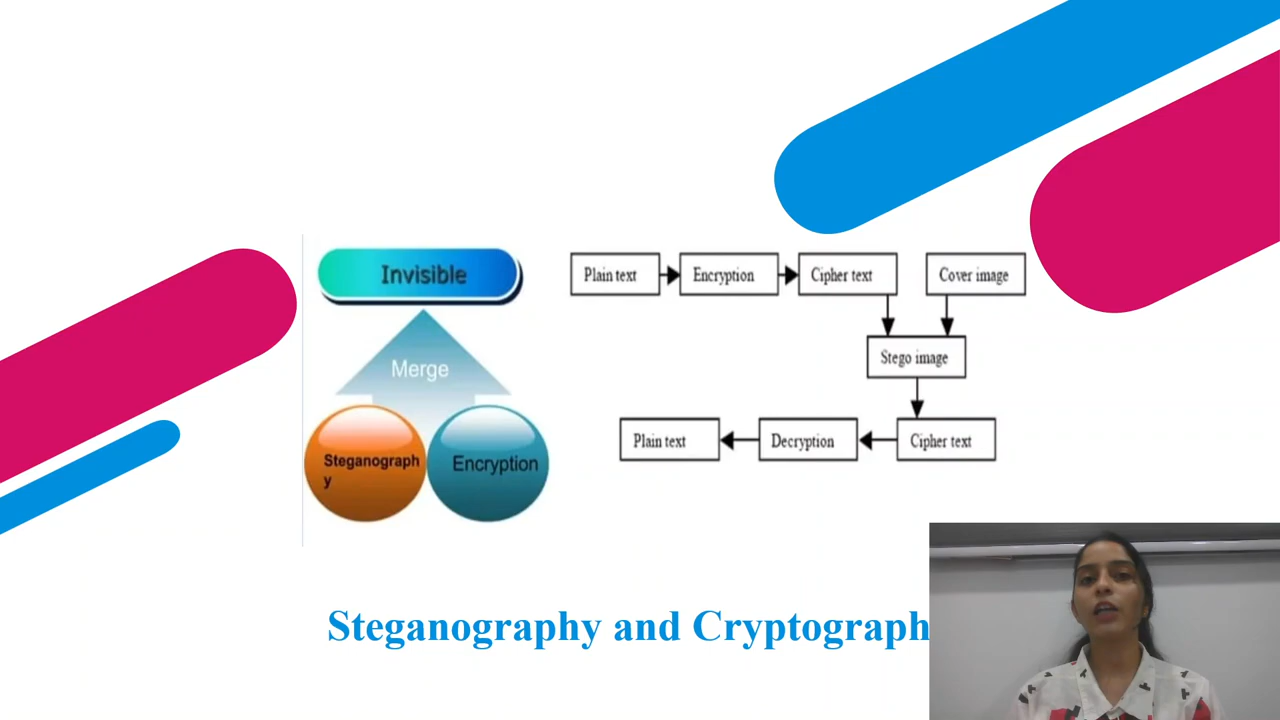 Invisible
Merge
Steganograph
y
Encryption
Plain text
Encryption
Cipher text
Cover image
Stego image
Plain text
Decryption
Cipher text
Steganography and Cryptograph